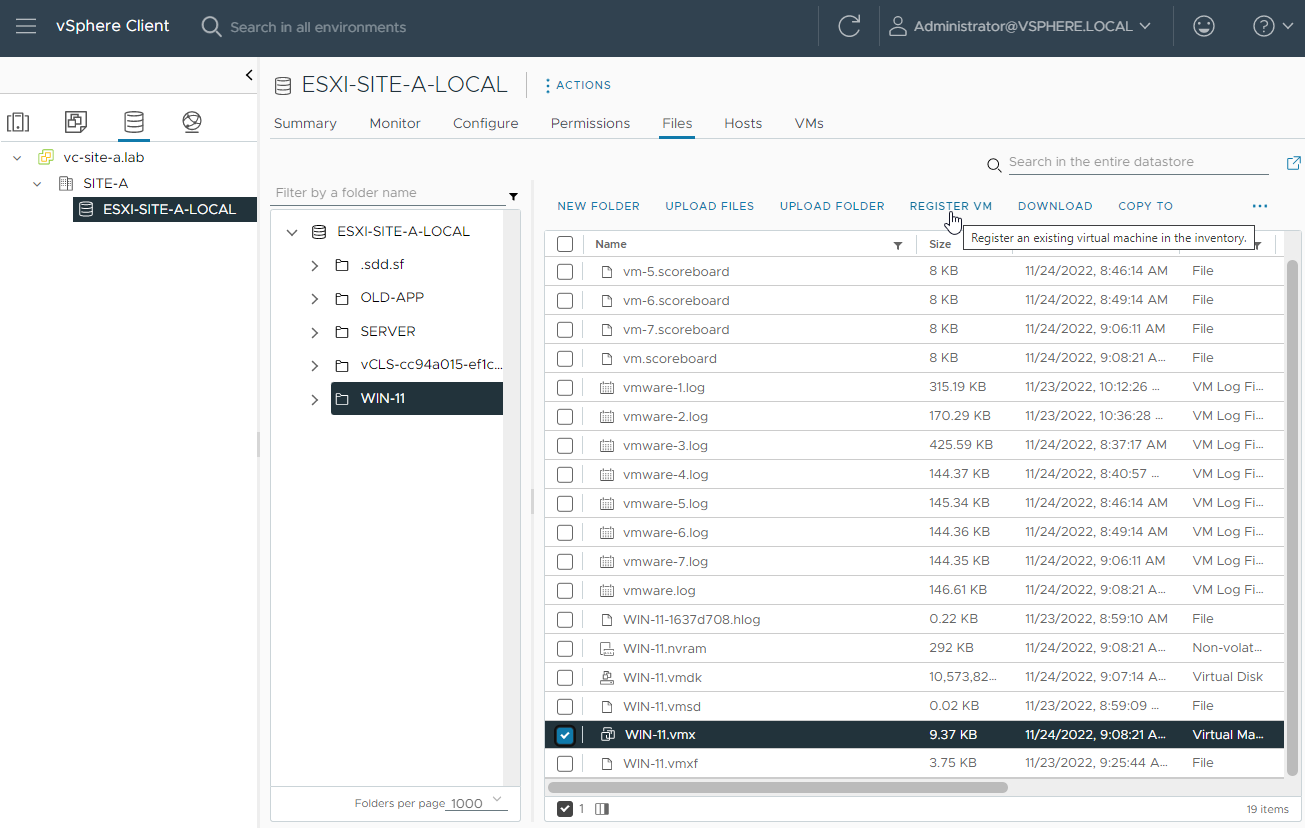 vSphere Client
Search in all environments
Administrator@VSPHERE.LOCAL
vc-site-a.lab
SITE-A
ESXI-SITE-A-LOCAL
ESXI-SITE-A-LOCAL
ACTIONS
Summary Monitor Configure Permissions Files Hosts VMs
Search in the entire datastore
Filter by a folder name
ESXI-SITE-A-LOCAL
.sdd.sf
OLD-APP
SERVER
vCLS-cc94a015-ef1c...
WIN-11
Folders per page 1000
NEW FOLDER UPLOAD FILES UPLOAD FOLDER REGISTER VM DOWNLOAD COPY TO ...
Register an existing virtual machine in the inventory.
Name Size
vm-5.scoreboard 8 KB 11/24/2022, 8:46:14 AM File
vm-6.scoreboard 8 KB 11/24/2022, 8:49:14 AM File
vm-7.scoreboard 8 KB 11/24/2022, 9:06:11 AM File
vm.scoreboard 8 KB 11/24/2022, 9:08:21 A... File
vmware-1.log 315.19 KB 11/23/2022, 10:12:26 ... VM Log Fi...
vmware-2.log 170.29 KB 11/23/2022, 10:36:28 ... VM Log Fi...
vmware-3.log 425.59 KB 11/24/2022, 8:37:17 AM VM Log Fi...
vmware-4.log 144.37 KB 11/24/2022, 8:40:57 ... VM Log Fi...
vmware-5.log 145.34 KB 11/24/2022, 8:46:14 AM VM Log Fi...
vmware-6.log 144.36 KB 11/24/2022, 8:49:14 AM VM Log Fi...
vmware-7.log 144.35 KB 11/24/2022, 9:06:11 AM VM Log Fi...
vmware.log 146.61 KB 11/24/2022, 9:08:21 A... VM Log Fi...
WIN-11-1637d708.hlog 0.22 KB 11/23/2022, 8:59:10 AM File
WIN-11.nvram 292 KB 11/24/2022, 9:08:21 A... Non-volat...
WIN-11.vmdk 10,573,82... 11/24/2022, 9:07:14 A... Virtual Disk
WIN-11.vmsd 0.02 KB 11/23/2022, 8:59:09 ... File
WIN-11.vmx 9.37 KB 11/24/2022, 9:08:21 A... Virtual Ma...
WIN-11.vmxf 3.75 KB 11/23/2022, 9:25:44 A... File
1
19 items